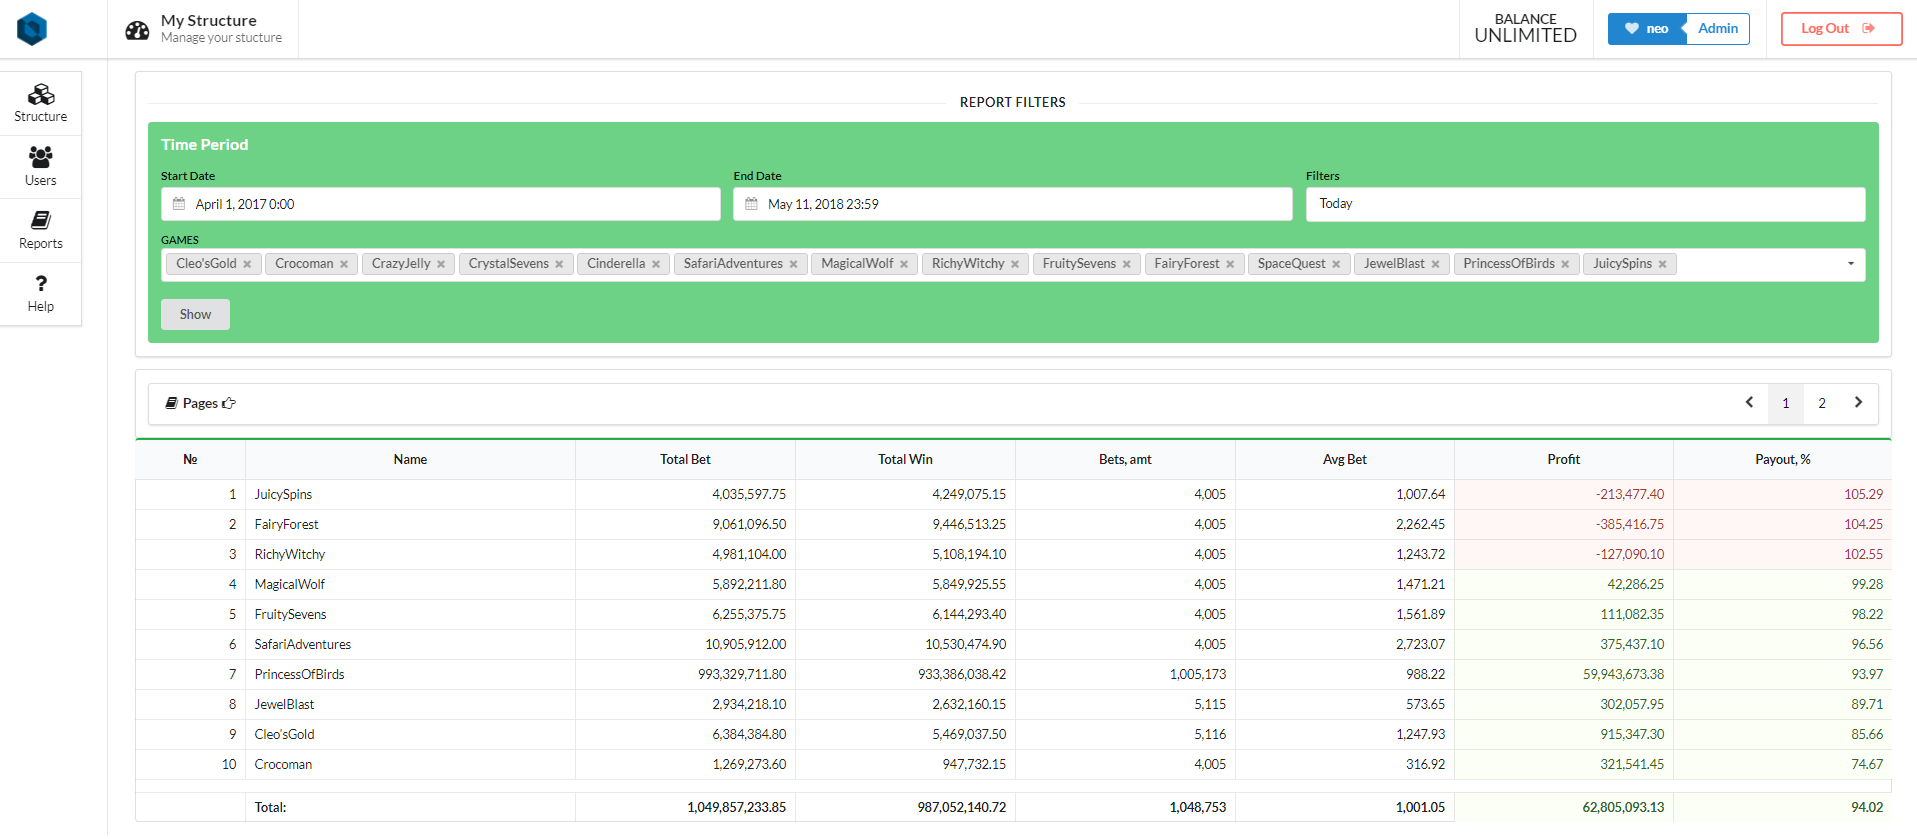 My Structure
Manage your stucture
BALANCE
UNLIMITED
neo Admin
Log Out
Structure
Users
Reports
Help
REPORT FILTERS
Time Period
Start Date End Date Filters
April 1, 2017 0:00 May 11, 2018 23:59 Today
GAMES
Cleo'sGold Crocoman CrazyJelly CrystalSevens Cinderella SafariAdventures MagicalWolf RichyWitchy FruitySevens FairyForest SpaceQuest JewelBlast PrincessOfBirds JuicySpins
Show
Pages 1 2
№ Name Total Bet Total Win Bets, amt Avg Bet Profit Payout, %
1 JuicySpins 4,035,597.75 4,249,075.15 4,005 1,007.64 -213,477.40 105.29
2 FairyForest 9,061,096.50 9,446,513.25 4,005 2,262.45 -385,416.75 104.25
3 RichyWitchy 4,981,104.00 5,108,194.10 4,005 1,243.72 -127,090.10 102.55
4 MagicalWolf 5,892,211.80 5,849,925.55 4,005 1,471.21 42,286.25 99.28
5 FruitySevens 6,255,375.75 6,144,293.40 4,005 1,561.89 111,082.35 98.22
6 SafariAdventures 10,905,912.00 10,530,474.90 4,005 2,723.07 375,437.10 96.56
7 PrincessOfBirds 993,329,711.80 933,386,038.42 1,005,173 988.22 59,943,673.38 93.97
8 JewelBlast 2,934,218.10 2,632,160.15 5,115 573.65 302,057.95 89.71
9 Cleo'sGold 6,384,384.80 5,469,037.50 5,116 1,247.93 915,347.30 85.66
10 Crocoman 1,269,273.60 947,732.15 4,005 316.92 321,541.45 74.67
Total: 1,049,857,233.85 987,052,140.72 1,048,753 1,001.05 62,805,093.13 94.02